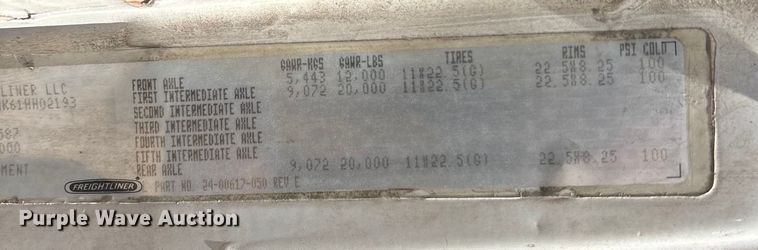 GAWR-KGS GAWR-LBS TIRES RIMS PSI COLD
LINER LLC FRONT AXLE 5,443 12,000 11R22.5(G) 22.5X8.25 100
HK61HH02193 FIRST INTERMEDIATE AXLE 9,072 20,000 11R22.5(G) 22.5X8.25 100
SECOND INTERMEDIATE AXLE
THIRD INTERMEDIATE AXLE
587 FOURTH INTERMEDIATE AXLE
000 FIFTH INTERMEDIATE AXLE
MENT REAR AXLE 9,072 20,000 11R22.5(G) 22.5X8.25 100
FREIGHTLINER PART NO. 24-00617-050 REV E
Purple Wave Auction